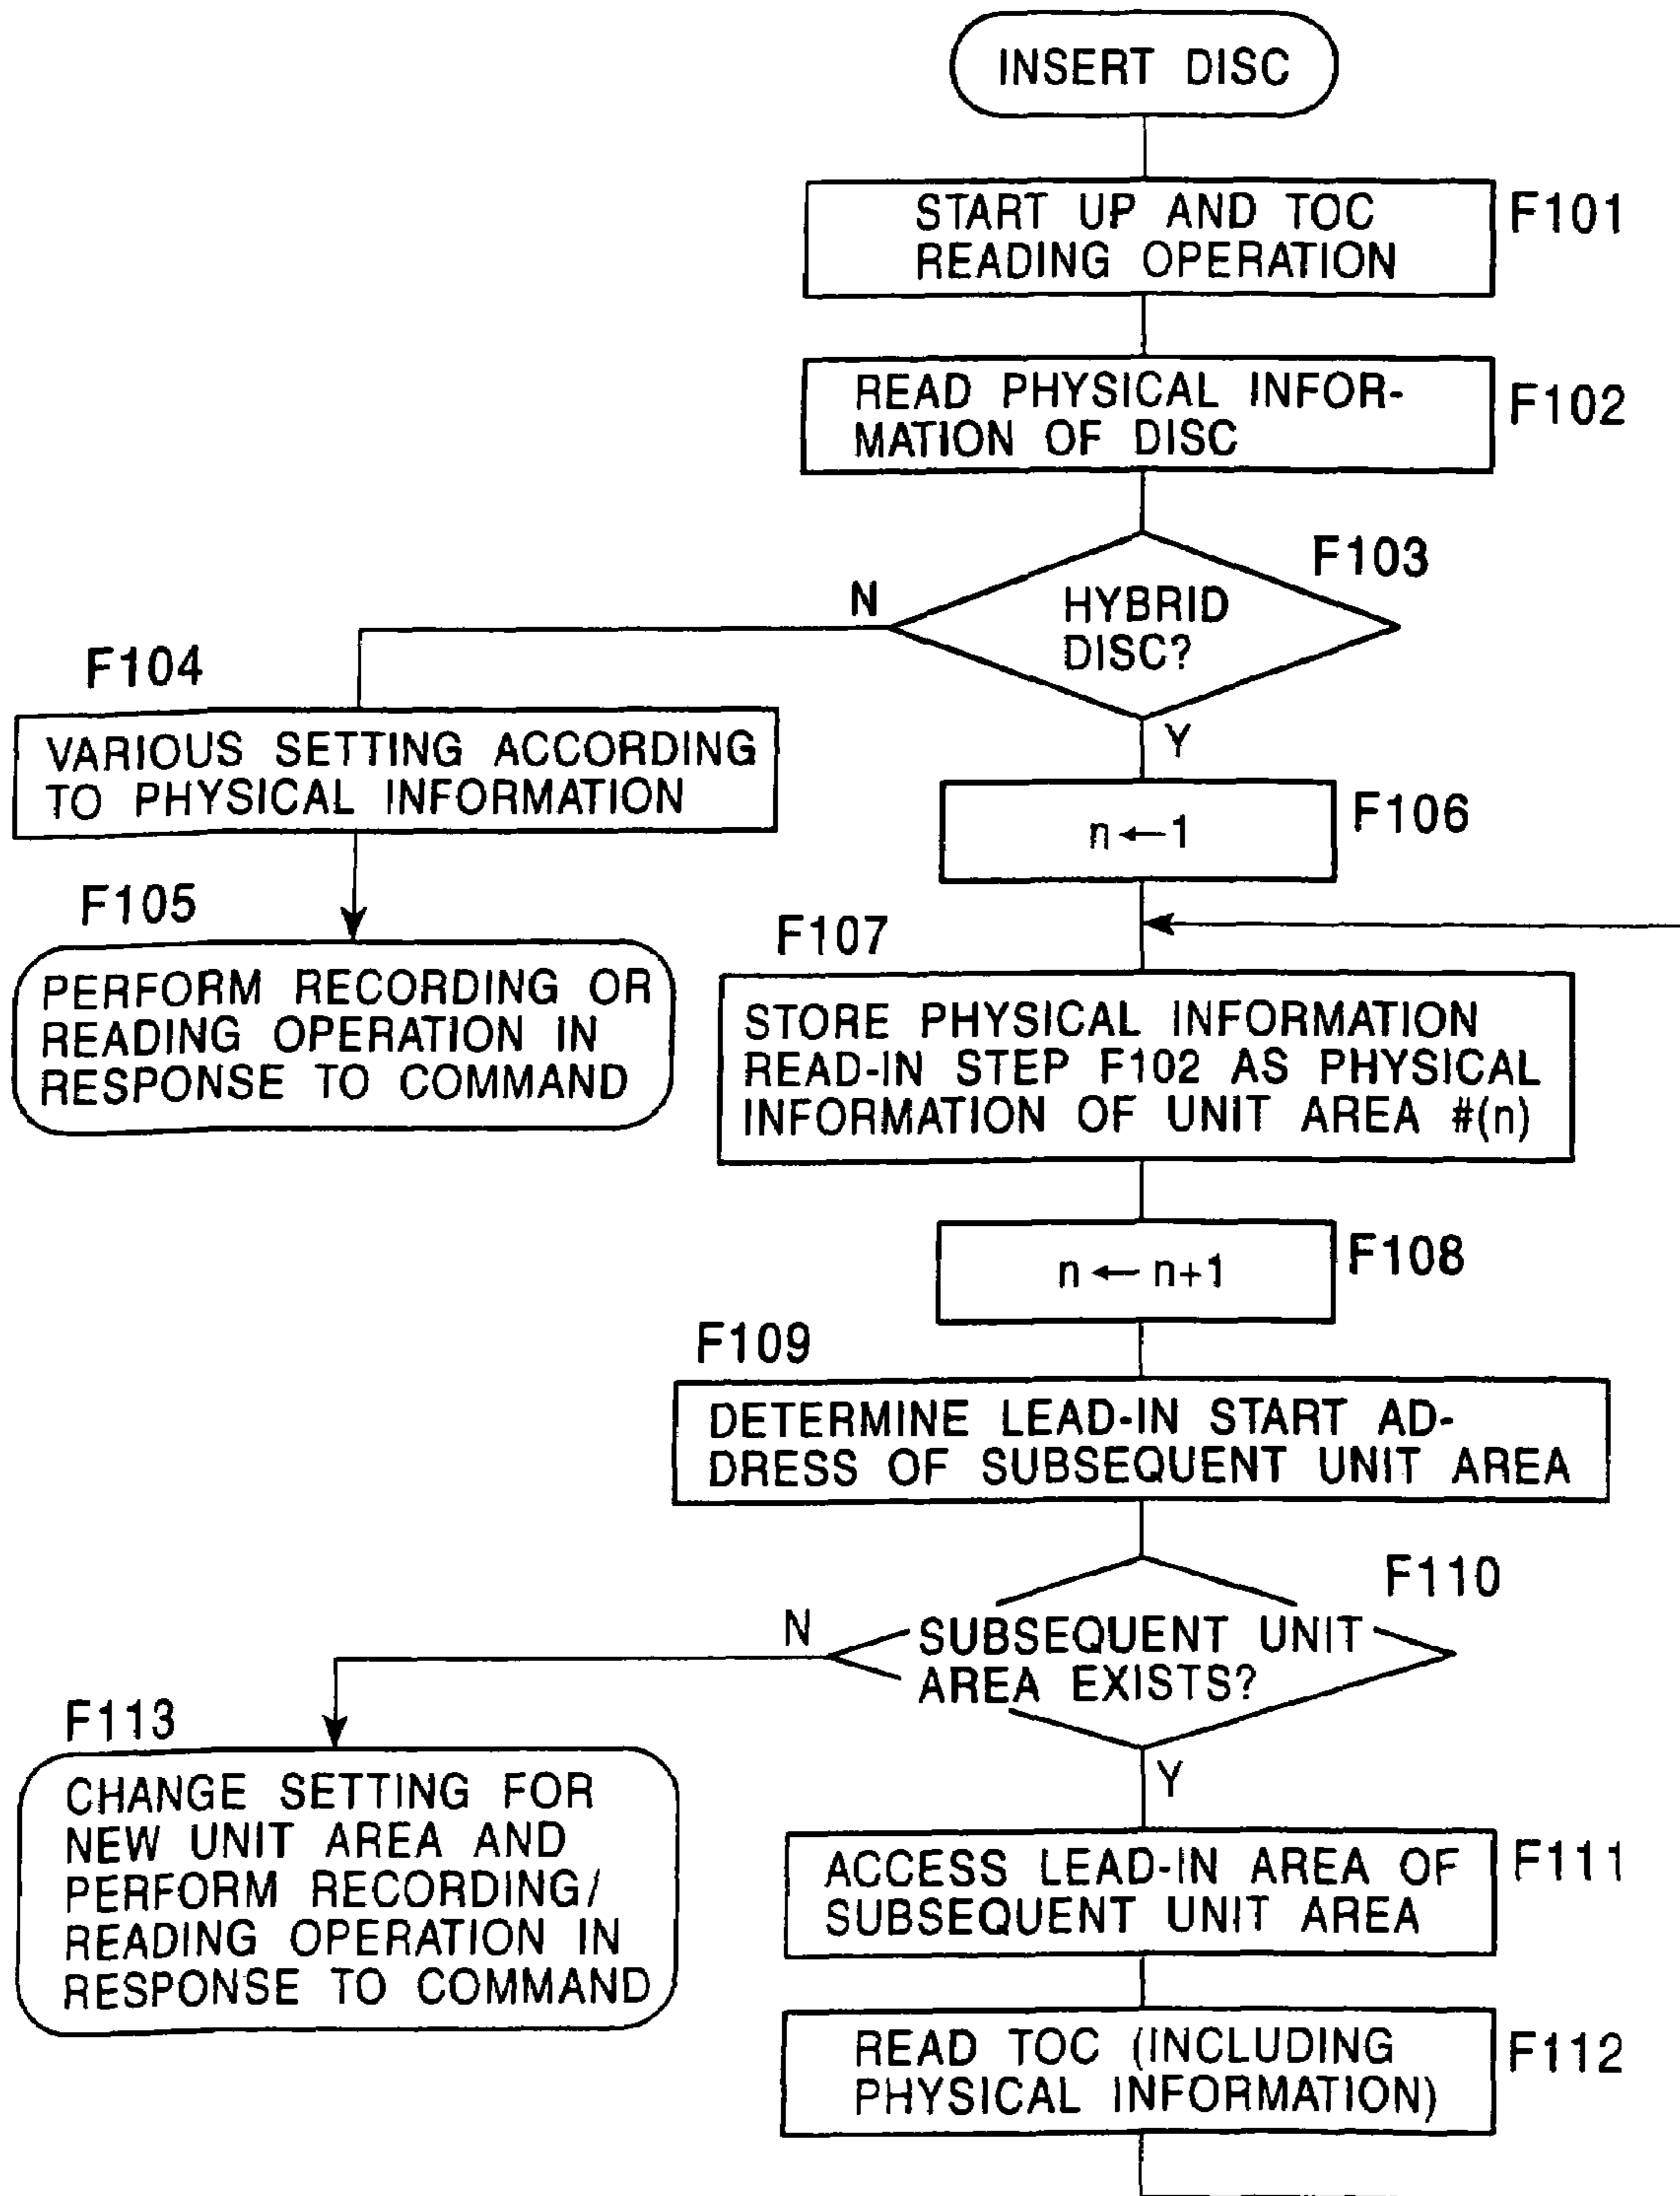 INSERT DISC
START UP AND TOC
READING OPERATION
F101
READ PHYSICAL INFOR-
MATION OF DISC
F102
F103
HYBRID
DISC?
N
Y
F104
VARIOUS SETTING ACCORDING
TO PHYSICAL INFORMATION
F105
PERFORM RECORDING OR
READING OPERATION IN
RESPONSE TO COMMAND
n←1
F106
F107
STORE PHYSICAL INFORMATION
READ-IN STEP F102 AS PHYSICAL
INFORMATION OF UNIT AREA #(n)
n ← n+1
F108
F109
DETERMINE LEAD-IN START AD-
DRESS OF SUBSEQUENT UNIT AREA
F110
SUBSEQUENT UNIT
AREA EXISTS?
N
Y
F113
CHANGE SETTING FOR
NEW UNIT AREA AND
PERFORM RECORDING/
READING OPERATION IN
RESPONSE TO COMMAND
ACCESS LEAD-IN AREA OF
SUBSEQUENT UNIT AREA
F111
READ TOC (INCLUDING
PHYSICAL INFORMATION)
F112